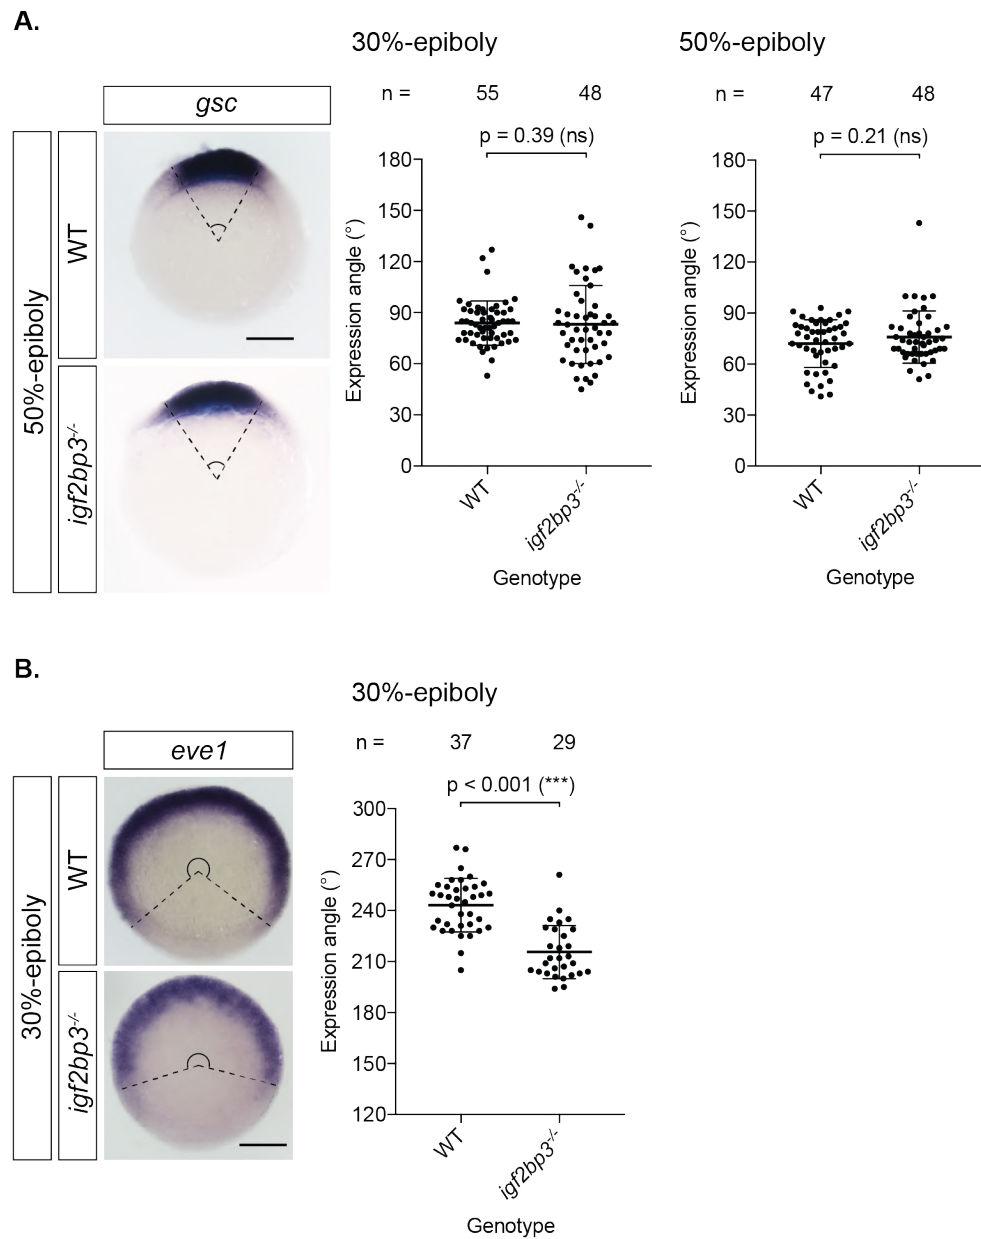 A.
30%-epiboly
50%-epiboly
n = 55 48
n = 47 48
gsc
p = 0.39 (ns)
p = 0.21 (ns)
50%-epiboly
WT
igf2bp3-/-
Expression angle (°)
180
150
120
90
60
30
0
WT
igf2bp3-/-
Genotype
Expression angle (°)
180
150
120
90
60
30
0
WT
igf2bp3-/-
Genotype
B.
30%-epiboly
n = 37 29
eve1
p < 0.001 (***)
30%-epiboly
WT
igf2bp3-/-
Expression angle (°)
300
270
240
210
180
150
120
WT
igf2bp3-/-
Genotype